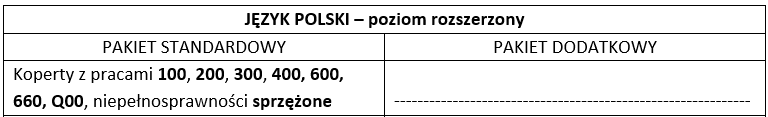 JĘZYK POLSKI – poziom rozszerzony
PAKIET STANDARDOWY
PAKIET DODATKOWY
Koperty z pracami 100, 200, 300, 400, 600,
660, Q00, niepełnosprawności sprzężone
-------------------------------------------------------------